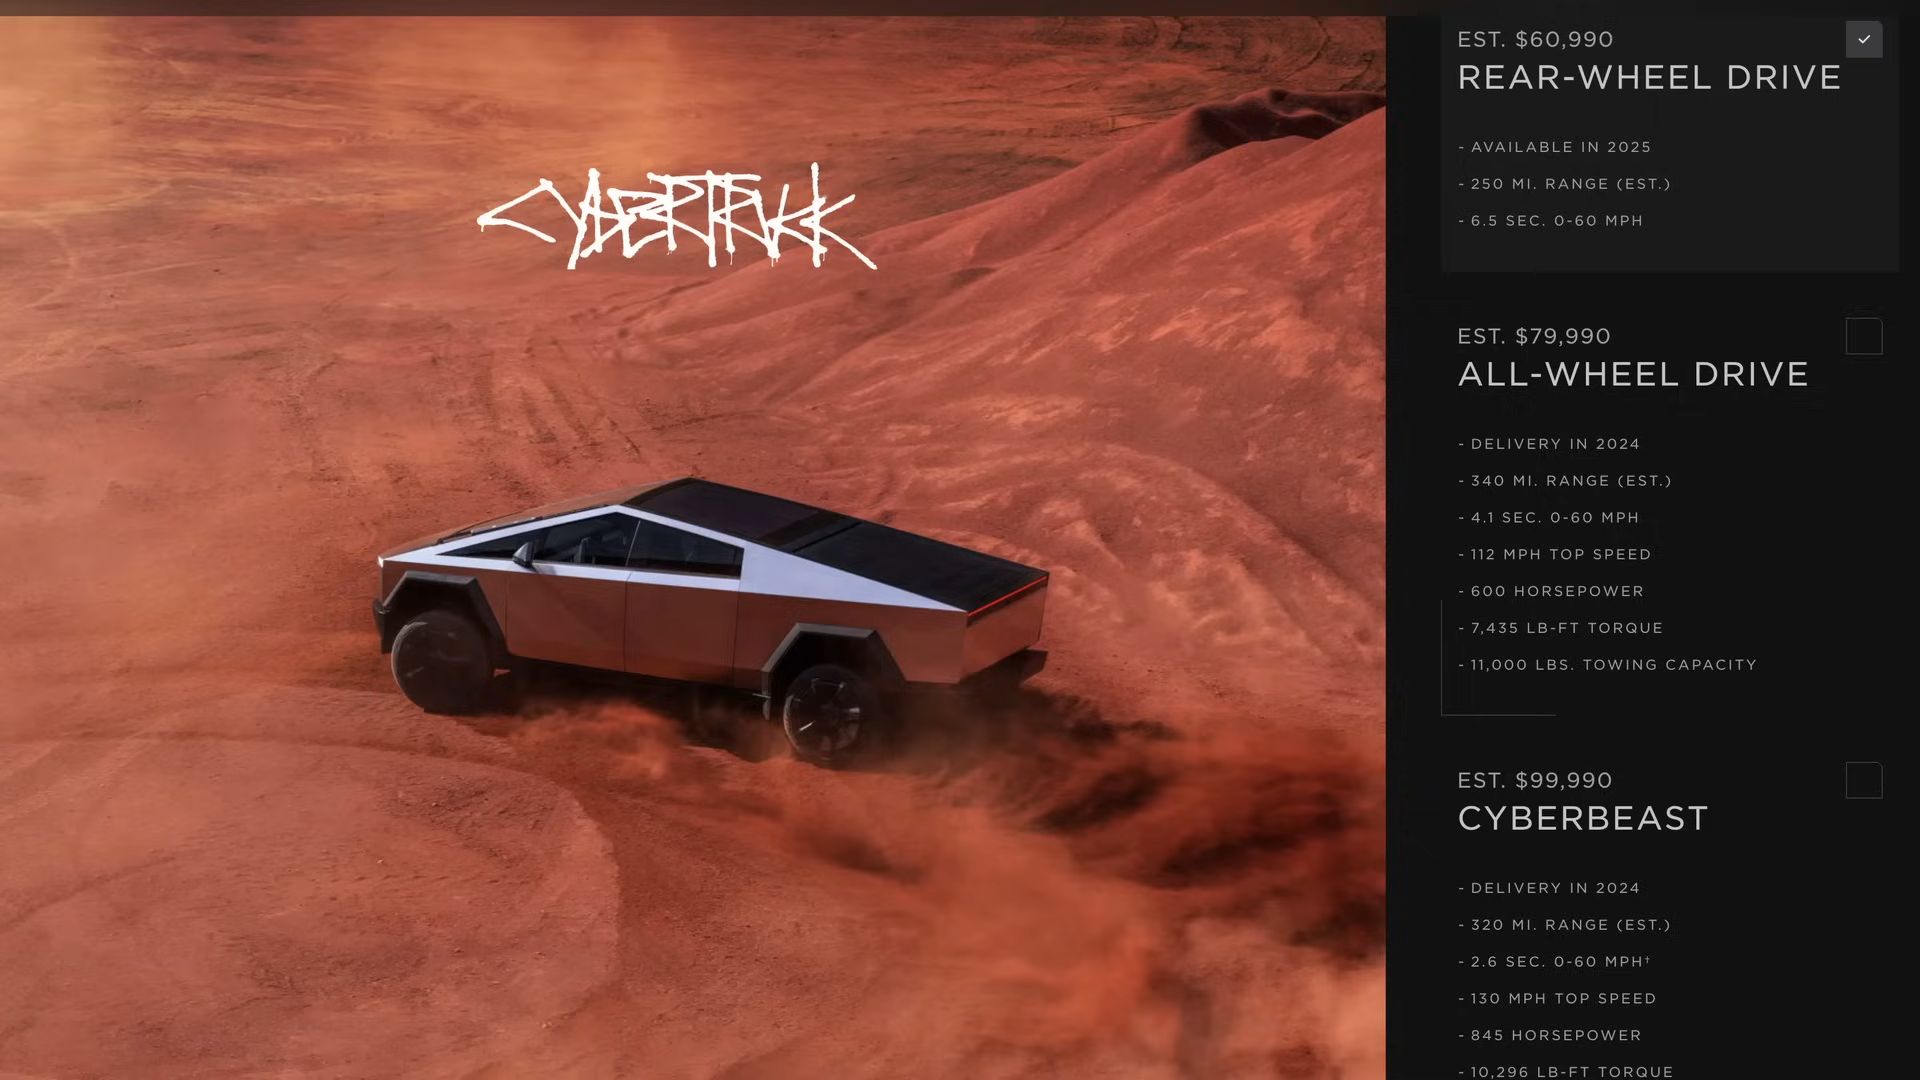 CYBERTRUCK
EST. $60,990
REAR-WHEEL DRIVE
- AVAILABLE IN 2025
- 250 MI. RANGE (EST.)
- 6.5 SEC. 0-60 MPH
EST. $79,990
ALL-WHEEL DRIVE
- DELIVERY IN 2024
- 340 MI. RANGE (EST.)
- 4.1 SEC. 0-60 MPH
- 112 MPH TOP SPEED
- 600 HORSEPOWER
- 7,435 LB-FT TORQUE
- 11,000 LBS. TOWING CAPACITY
EST. $99,990
CYBERBEAST
- DELIVERY IN 2024
- 320 MI. RANGE (EST.)
- 2.6 SEC. 0-60 MPH†
- 130 MPH TOP SPEED
- 845 HORSEPOWER
- 10,296 LB-FT TORQUE